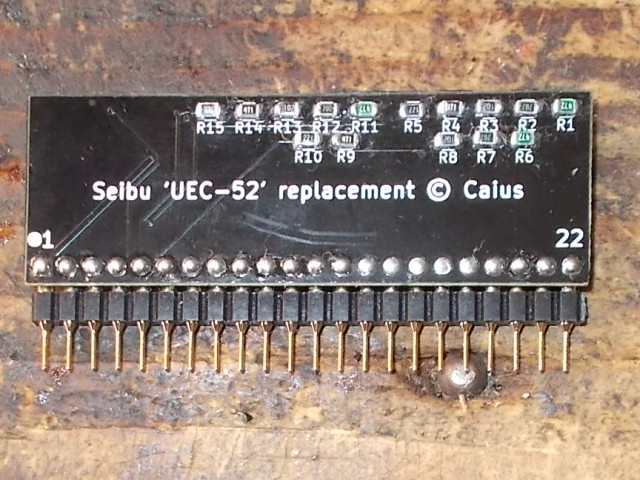 R15 R14 R13 R12 R11 R5 R4 R3 R2 R1
R10 R9 R8 R7 R6
Seibu 'UEC-52' replacement © Caius
1 22